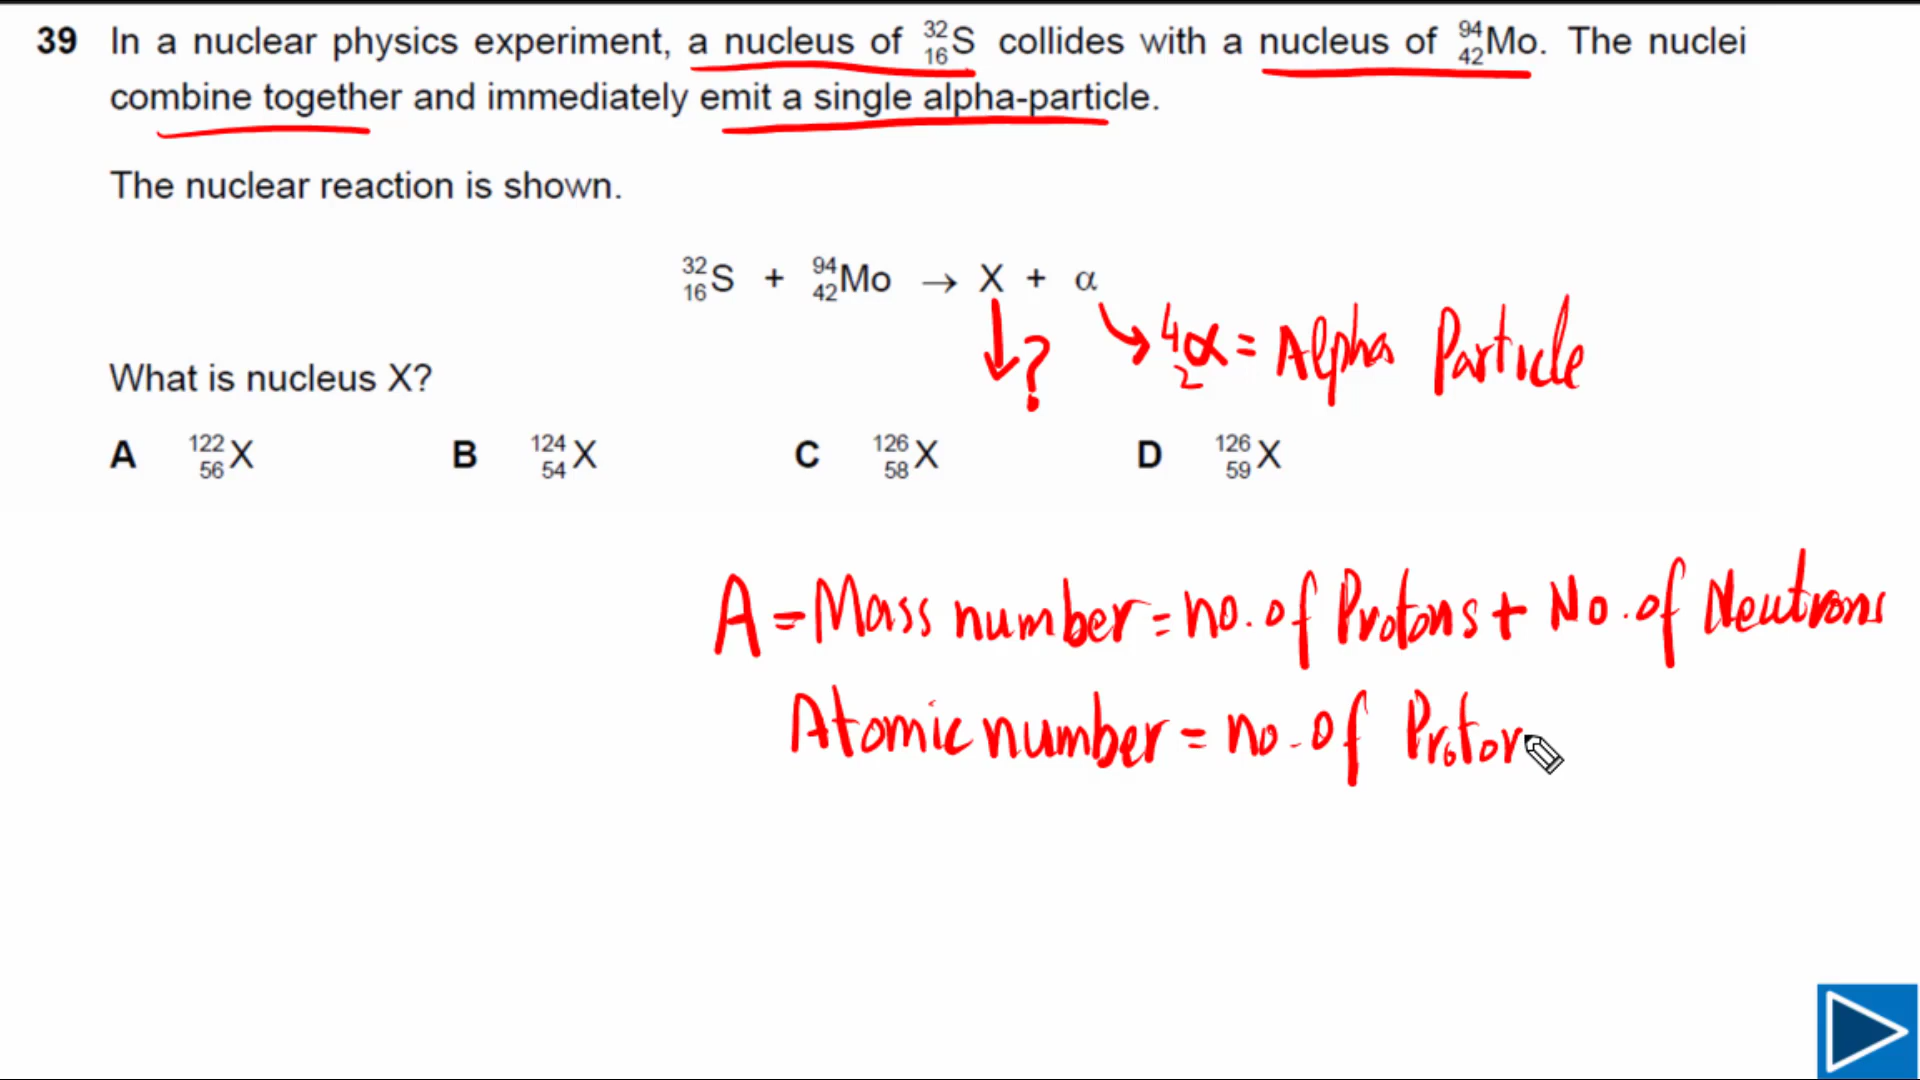 39 In a nuclear physics experiment, a nucleus of ³²₁₆S collides with a nucleus of ⁹⁴₄₂Mo. The nuclei
combine together and immediately emit a single alpha-particle.
The nuclear reaction is shown.
³²₁₆S + ⁹⁴₄₂Mo → X + α
? ⁴₂α = Alpha Particle
What is nucleus X?
A ¹²²₅₆X B ¹²⁴₅₄X C ¹²⁶₅₈X D ¹²⁶₅₉X
A = Mass number = no. of Protons + No. of Neutrons
Atomic number = no. of Proton